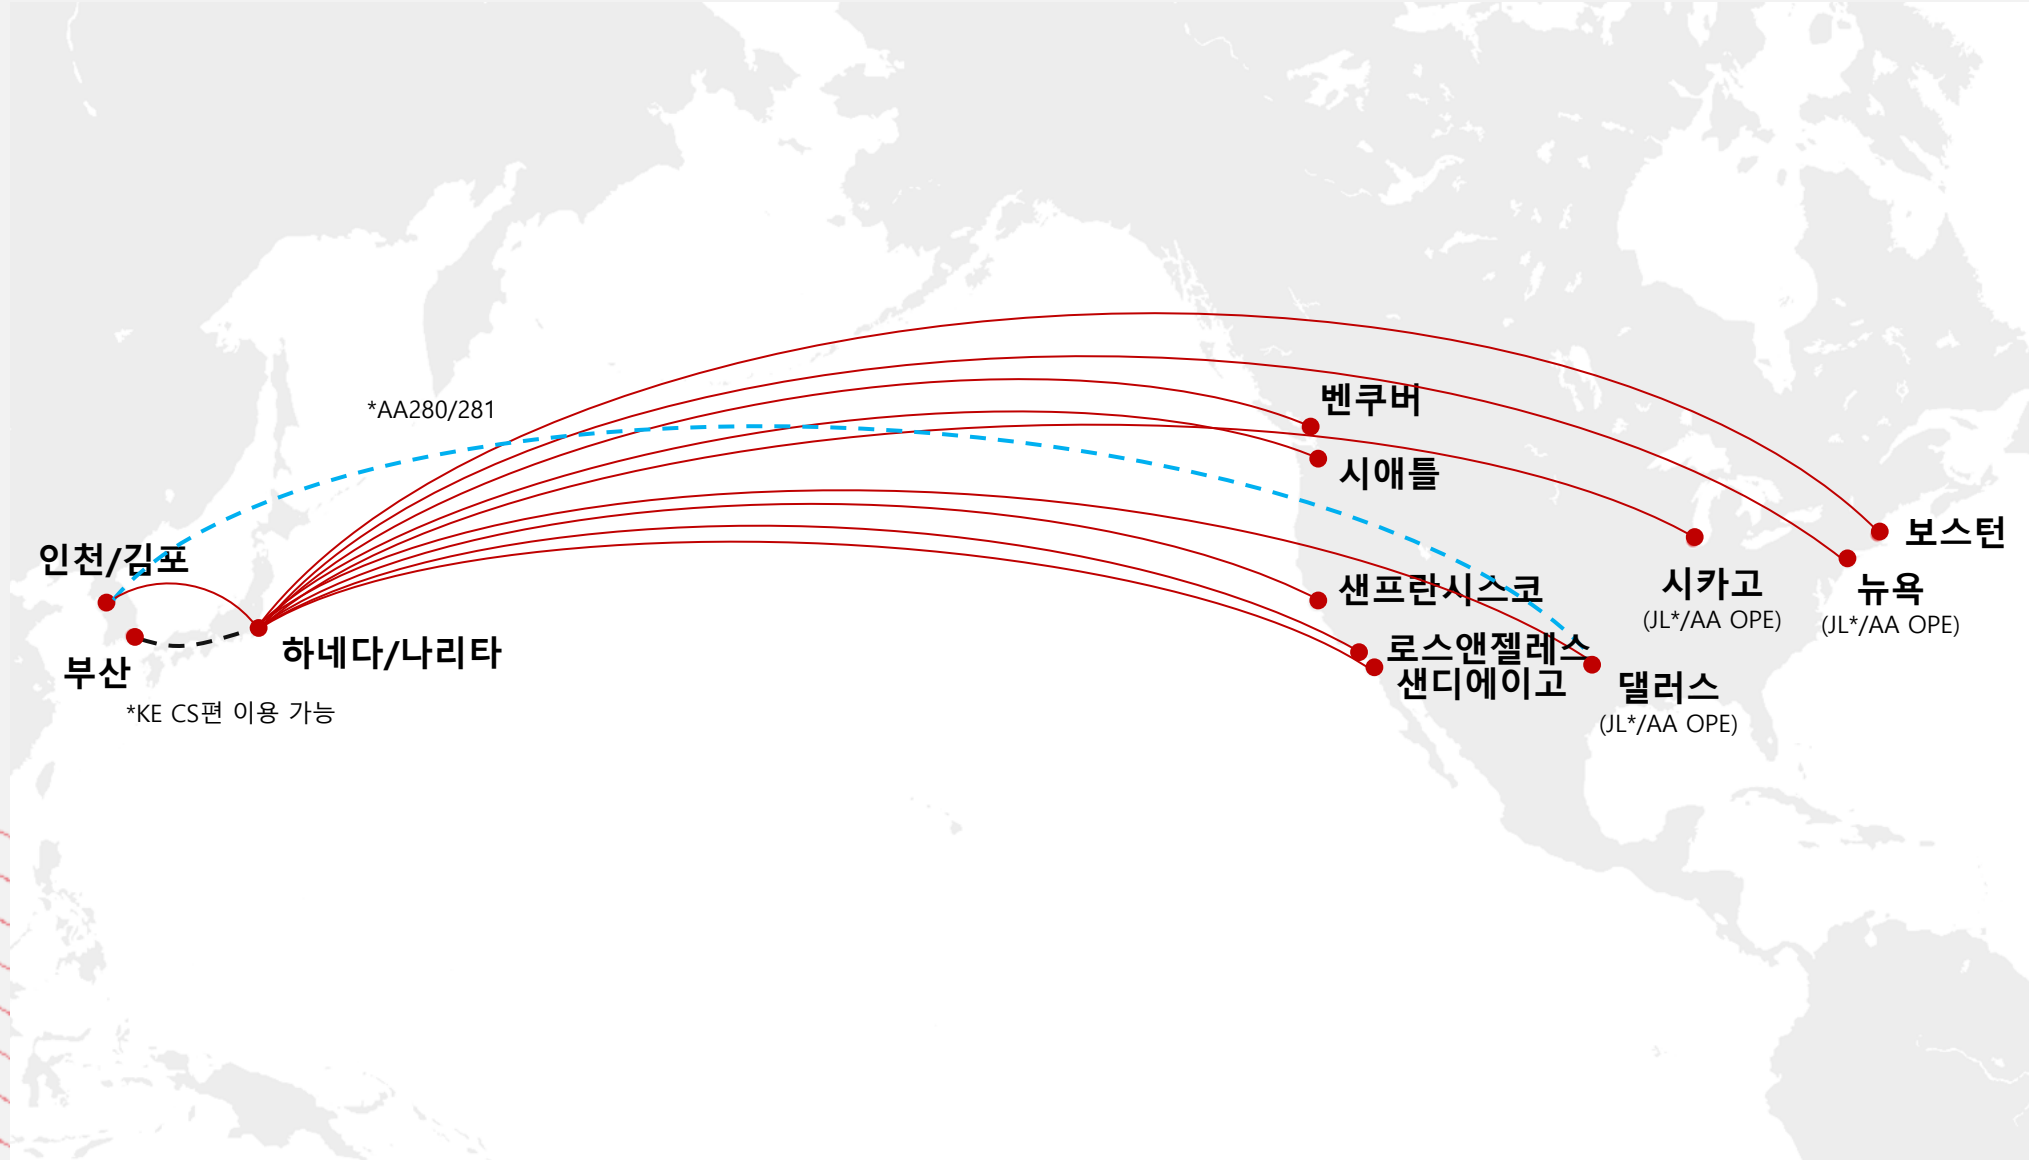 *AA280/281
벤쿠버
시애틀
인천/김포
보스턴
샌프란시스코
시카고
(JL*/AA OPE)
뉴욕
(JL*/AA OPE)
하네다/나리타
부산
로스앤젤레스
샌디에이고
댈러스
(JL*/AA OPE)
*KE CS편 이용 가능